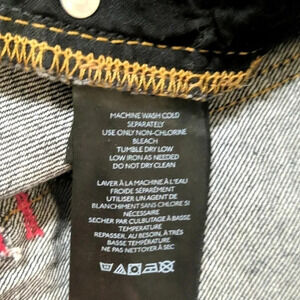 MACHINE WASH COLD
SEPARATELY
USE ONLY NON-CHLORINE
BLEACH
TUMBLE DRY LOW
LOW IRON AS NEEDED
DO NOT DRY CLEAN
LAVER À LA MACHINE À L'EAU
FROIDE SÉPARÉMENT
UTILISER UN AGENT DE
BLANCHIMENT SANS CHLORE SI
NÉCESSAIRE
SECHER PAR CULBUTAGE À BASSE
TEMPÉRATURE
REPASSER, AU BESOIN, À TRÈS
BASSE TEMPÉRATURE
NE PAS NETTOYER À SEC